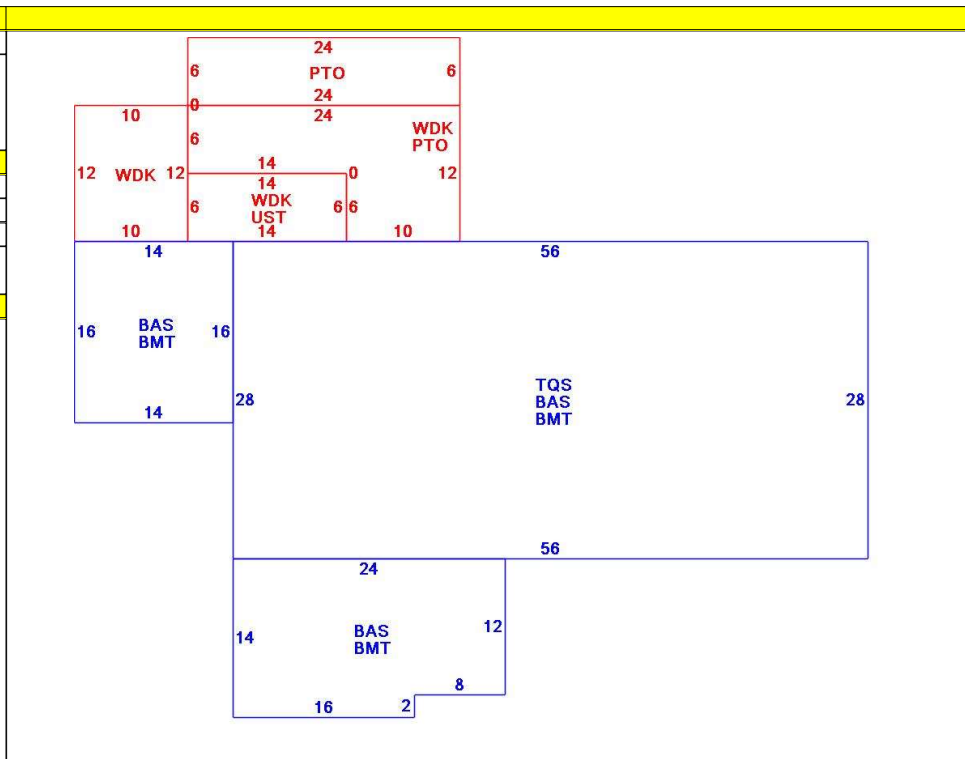 24
6 PTO 6
24
10 0 24
6 WDK
PTO
12 WDK 12 14 0 12
14
6 WDK 6 6
UST
10 14 10
14 56
16 BAS 16
BMT
TQS
28 BAS 28
BMT
14
56
24
14 BAS 12
BMT
8
16 2